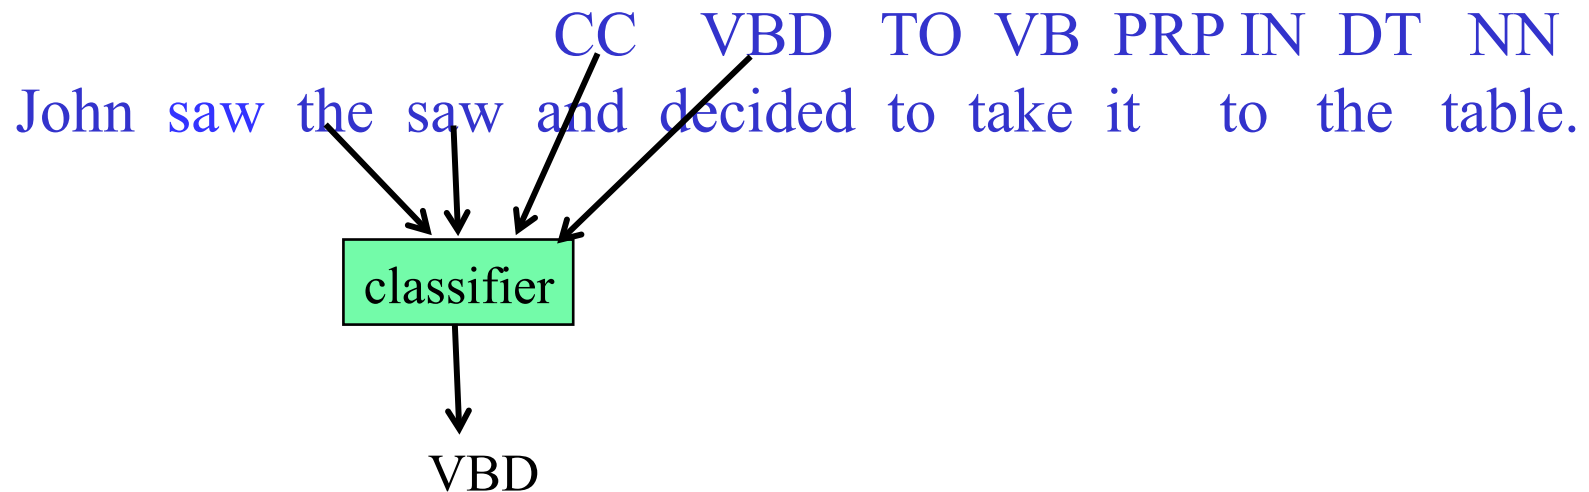 CC VBD TO VB PRP IN DT NN
John saw the saw and decided to take it to the table.
classifier
VBD